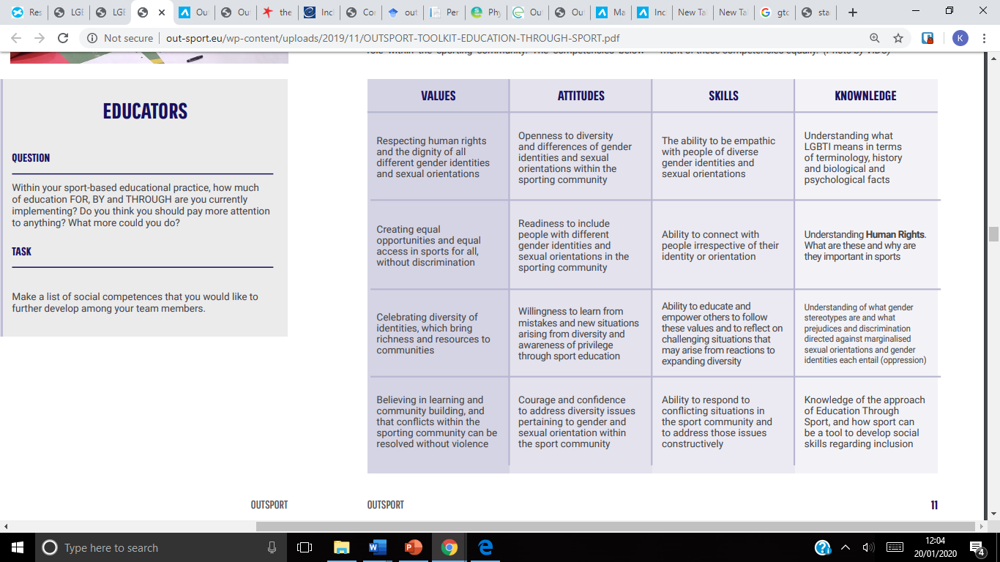 Res
LGE
LGE
Ou
Ou
the
Incl
Cor
out
Per
Phy
Ou
Ou
Ma
Inc
New Ta
New Ta
gtc
sta
Not secure
out-sport.eu/wp-content/uploads/2019/11/OUTSPORT-TOOLKIT-EDUCATION-THROUGH-SPORT.pdf
K
role within the sporting community. The competencies below
ment of these competencies equally. (Photo by VIDC)
EDUCATORS
QUESTION
Within your sport-based educational practice, how much
of education FOR, BY and THROUGH are you currently
implementing? Do you think you should pay more attention
to anything? What more could you do?
TASK
Make a list of social competences that you would like to
further develop among your team members.
OUTSPORT
VALUES
ATTITUDES
SKILLS
KNOWNLEDGE
Respecting human rights
and the dignity of all
different gender identities
and sexual orientations
Openness to diversity
and differences of gender
identities and sexual
orientations within the
sporting community
The ability to be empathic
with people of diverse
gender identities and
sexual orientations
Understanding what
LGBTI means in terms
of terminology, history
and biological and
psychological facts
Creating equal
opportunities and equal
access in sports for all,
without discrimination
Readiness to include
people with different
gender identities and
sexual orientations in the
sporting community
Ability to connect with
people irrespective of their
identity or orientation
Understanding Human Rights.
What are these and why are
they important in sports
Celebrating diversity of
identities, which bring
richness and resources to
communities
Willingness to learn from
mistakes and new situations
arising from diversity and
awareness of privilege
through sport education
Ability to educate and
empower others to follow
these values and to reflect on
challenging situations that
may arise from reactions to
expanding diversity
Understanding of what gender
stereotypes are and what
prejudices and discrimination
directed against marginalised
sexual orientations and gender
identities each entail (oppression)
Believing in learning and
community building, and
that conflicts within the
sporting community can be
resolved without violence
Courage and confidence
to address diversity issues
pertaining to gender and
sexual orientation within
the sport community
Ability to respond to
conflicting situations in
the sport community and
to address those issues
constructively
Knowledge of the approach
of Education Through
Sport, and how sport can
be a tool to develop social
skills regarding inclusion
OUTSPORT
11
Type here to search
12:04
20/01/2020
4